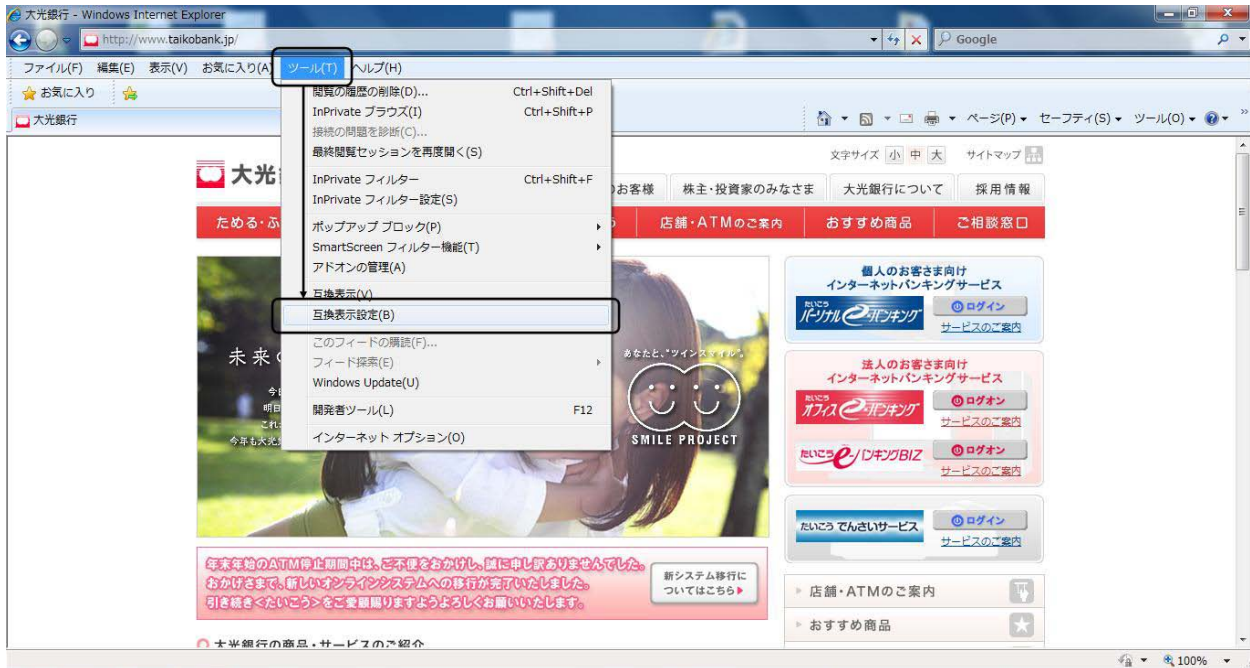 大光銀行 - Windows Internet Explorer
http://www.taikobank.jp/
Google
ファイル(F) 編集(E) 表示(V) お気に入り(A) ツール(T) ヘルプ(H)
お気に入り
大光銀行
ページ(P) セーフティ(S) ツール(O)
閲覧の履歴の削除(D)... Ctrl+Shift+Del
InPrivate ブラウズ(I) Ctrl+Shift+P
接続の問題を診断(C)...
最終閲覧セッションを再度開く(S)
InPrivate フィルター Ctrl+Shift+F
InPrivate フィルター設定(S)
ポップアップ ブロック(P)
SmartScreen フィルター機能(T)
アドオンの管理(A)
互換表示(V)
互換表示設定(B)
このフィードの購読(F)...
フィード探索(E)
Windows Update(U)
開発者ツール(L) F12
インターネット オプション(O)
文字サイズ 小 中 大 サイトマップ
大光
お客様 株主・投資家のみなさま 大光銀行について 採用情報
ためる・ふ
店舗・ATMのご案内 おすすめ商品 ご相談窓口
未来
今年も大光
あなたと、"ツインスマイル"。
SMILE PROJECT
個人のお客さま向け
インターネットバンキングサービス
たいこう
パーソナルe-バンキング
ログイン
サービスのご案内
法人のお客さま向け
インターネットバンキングサービス
たいこう
オフィスe-バンキング
ログオン
サービスのご案内
たいこうe-バンキングBIZ
ログオン
サービスのご案内
たいこう でんさいサービス
ログイン
サービスのご案内
年末年始のATM停止期間中は、ご不便をおかけし、誠に申し訳ありませんでした。
おかげさまで、新しいオンラインシステムへの移行が完了いたしました。
引き続き<たいこう>をご愛顧賜りますようよろしくお願いいたします。
新システム移行に
ついてはこちら
店舗・ATMのご案内
おすすめ商品
大光銀行の商品・サービスのご紹介
100%